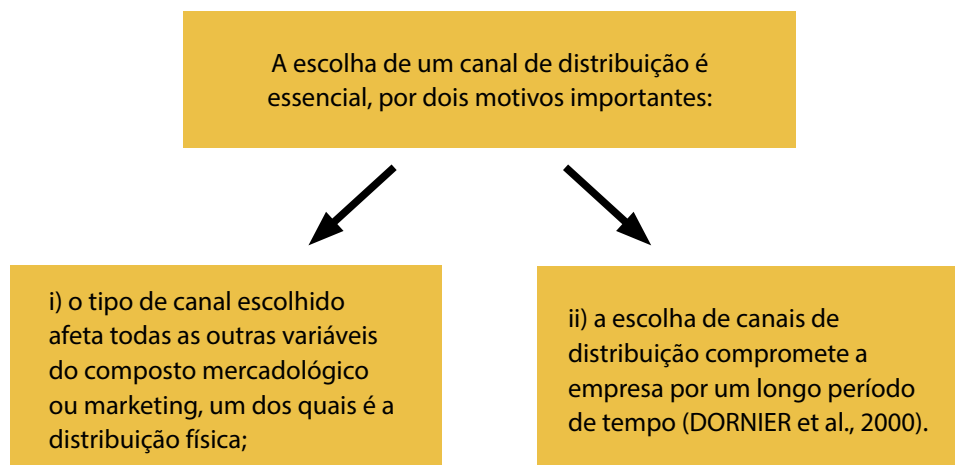 A escolha de um canal de distribuição é
essencial, por dois motivos importantes:
i) o tipo de canal escolhido
afeta todas as outras variáveis
do composto mercadológico
ou marketing, um dos quais é a
distribuição física;
ii) a escolha de canais de
distribuição compromete a
empresa por um longo período
de tempo (DORNIER et al., 2000).